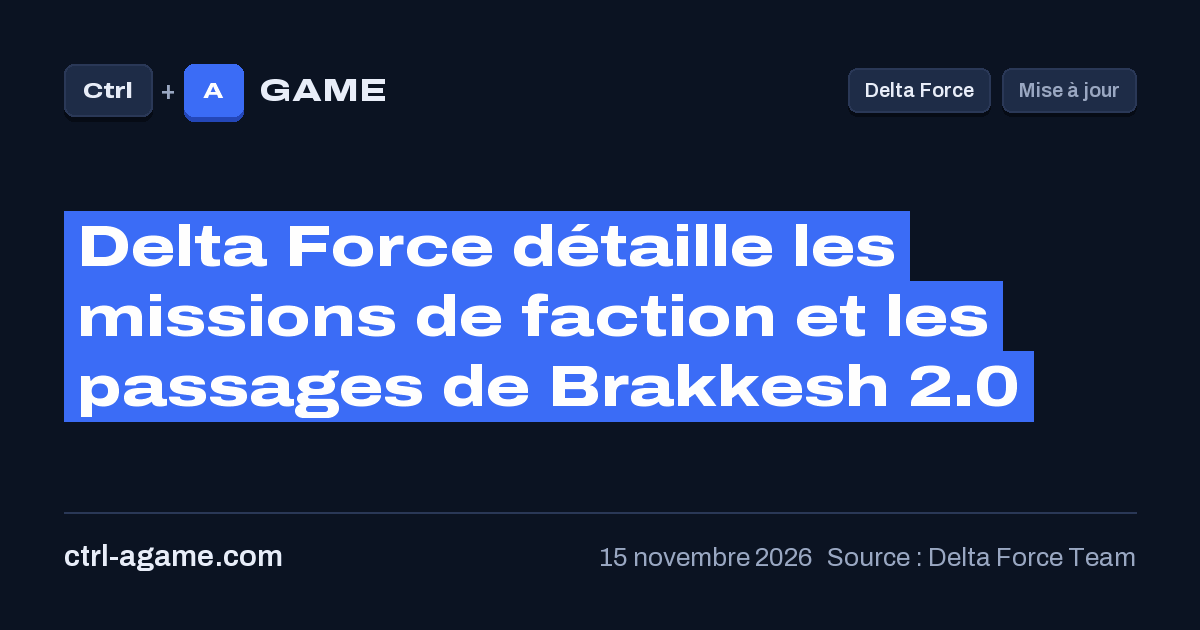 Ctrl + A GAME
Delta Force Mise à jour
Delta Force détaille les
missions de faction et les
passages de Brakkesh 2.0
ctrl-agame.com
15 novembre 2026 Source : Delta Force Team